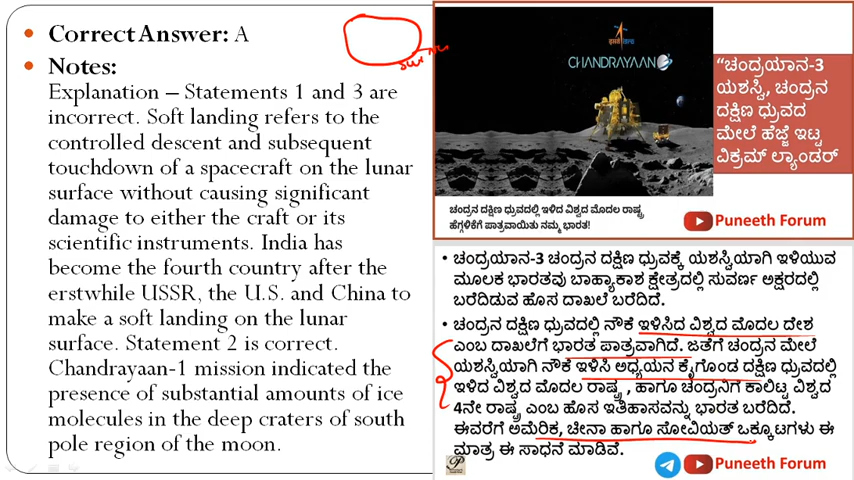 Correct Answer: A
Notes:
Explanation – Statements 1 and 3 are
incorrect. Soft landing refers to the
controlled descent and subsequent
touchdown of a spacecraft on the lunar
surface without causing significant
damage to either the craft or its
scientific instruments. India has
become the fourth country after the
erstwhile USSR, the U.S. and China to
make a soft landing on the lunar
surface. Statement 2 is correct.
Chandrayaan-1 mission indicated the
presence of substantial amounts of ice
molecules in the deep craters of south
pole region of the moon.
इसरो isro
CHANDRAYAAN
ಚಂದ್ರನ ದಕ್ಷಿಣ ಧ್ರುವದಲ್ಲಿ ಇಳಿದ ವಿಶ್ವದ ಮೊದಲ ರಾಷ್ಟ್ರ
ಹೆಗ್ಗಳಿಕೆಗೆ ಪಾತ್ರವಾಯಿತು ನಮ್ಮ ಭಾರತ!
Puneeth Forum
“ಚಂದ್ರಯಾನ-3
ಯಶಸ್ವಿ, ಚಂದ್ರನ
ದಕ್ಷಿಣ ಧ್ರುವದ
ಮೇಲೆ ಹೆಜ್ಜೆ ಇಟ್ಟ
ವಿಕ್ರಮ್ ಲ್ಯಾಂಡರ್
• ಚಂದ್ರಯಾನ-3 ಚಂದ್ರನ ದಕ್ಷಿಣ ಧ್ರುವಕ್ಕೆ ಯಶಸ್ವಿಯಾಗಿ ಇಳಿಯುವ
ಮೂಲಕ ಭಾರತವು ಬಾಹ್ಯಾಕಾಶ ಕ್ಷೇತ್ರದಲ್ಲಿ ಸುವರ್ಣ ಅಕ್ಷರದಲ್ಲಿ
ಬರೆದಿಡುವ ಹೊಸ ದಾಖಲೆ ಬರೆದಿದೆ.
• ಚಂದ್ರನ ದಕ್ಷಿಣ ಧ್ರುವದಲ್ಲಿ ನೌಕೆ ಇಳಿಸಿದ ವಿಶ್ವದ ಮೊದಲ ದೇಶ
ಎಂಬ ದಾಖಲೆಗೆ ಭಾರತ ಪಾತ್ರವಾಗಿದೆ. ಜತೆಗೆ ಚಂದ್ರನ ಮೇಲೆ
ಯಶಸ್ವಿಯಾಗಿ ನೌಕೆ ಇಳಿಸಿ ಅಧ್ಯಯನ ಕೈಗೊಂಡ ದಕ್ಷಿಣ ಧ್ರುವದಲ್ಲಿ
ಇಳಿದ ವಿಶ್ವದ ಮೊದಲ ರಾಷ್ಟ್ರ, ಹಾಗೂ ಚಂದ್ರನಿಗೆ ಕಾಲಿಟ್ಟ ವಿಶ್ವದ
4ನೇ ರಾಷ್ಟ್ರ ಎಂಬ ಹೊಸ ಇತಿಹಾಸವನ್ನು ಭಾರತ ಬರೆದಿದೆ.
ಈವರೆಗೆ ಅಮೆರಿಕ, ಚೀನಾ ಹಾಗೂ ಸೋವಿಯತ್ ಒಕ್ಕೂಟಗಳು ಈ
ಮಾತ್ರ ಈ ಸಾಧನೆ ಮಾಡಿವೆ.
Puneeth Forum